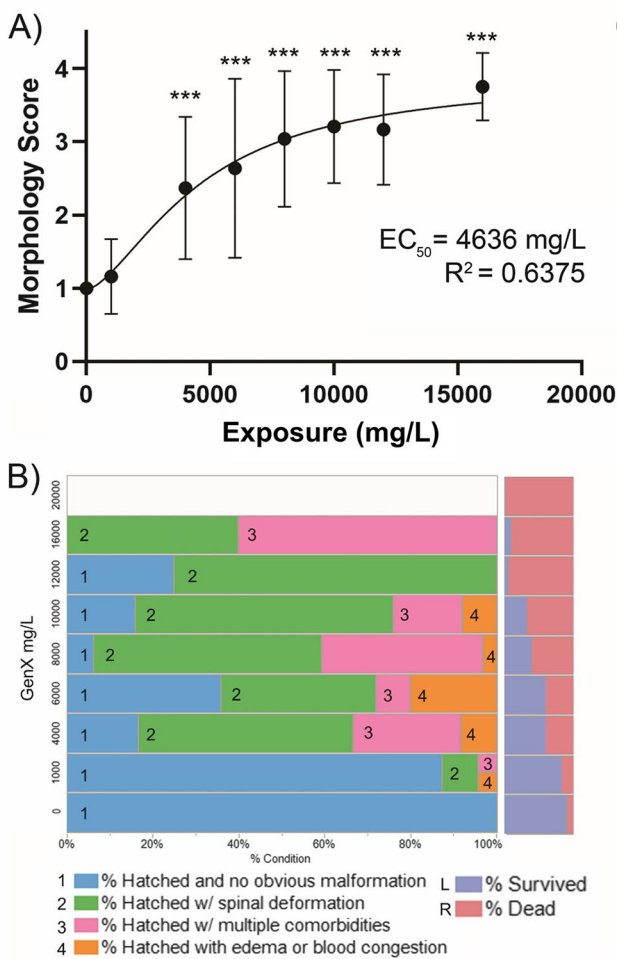 A)
*** *** *** *** *** ***
4
3
2
1
0
Morphology Score
EC50 = 4636 mg/L
R2 = 0.6375
0 5000 10000 15000 20000
Exposure (mg/L)
B)
GenX mg/L
20000
16000 2 3
12000 1 2
10000 1 2 3 4
8000 1 2 4
6000 1 2 3 4
4000 1 2 3 4
1000 1 2 3 4
0 1
0% 20% 40% 60% 80% 100%
% Condition
1 % Hatched and no obvious malformation L % Survived
2 % Hatched w/ spinal deformation R % Dead
3 % Hatched w/ multiple comorbidities
4 % Hatched with edema or blood congestion